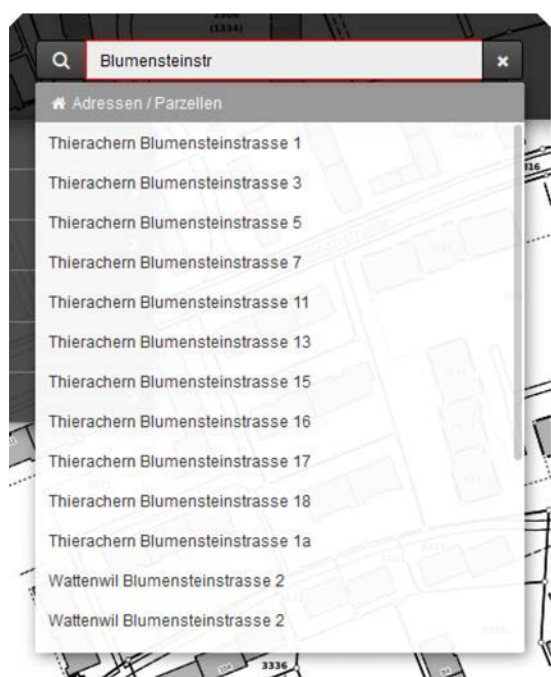 2906
(1334)
Blumensteinstr
Adressen / Parzellen
Thierachern Blumensteinstrasse 1
Thierachern Blumensteinstrasse 3
Thierachern Blumensteinstrasse 5
Thierachern Blumensteinstrasse 7
Thierachern Blumensteinstrasse 11
Thierachern Blumensteinstrasse 13
Thierachern Blumensteinstrasse 15
Thierachern Blumensteinstrasse 16
Thierachern Blumensteinstrasse 17
Thierachern Blumensteinstrasse 18
Thierachern Blumensteinstrasse 1a
Wattenwil Blumensteinstrasse 2
Wattenwil Blumensteinstrasse 2
3336